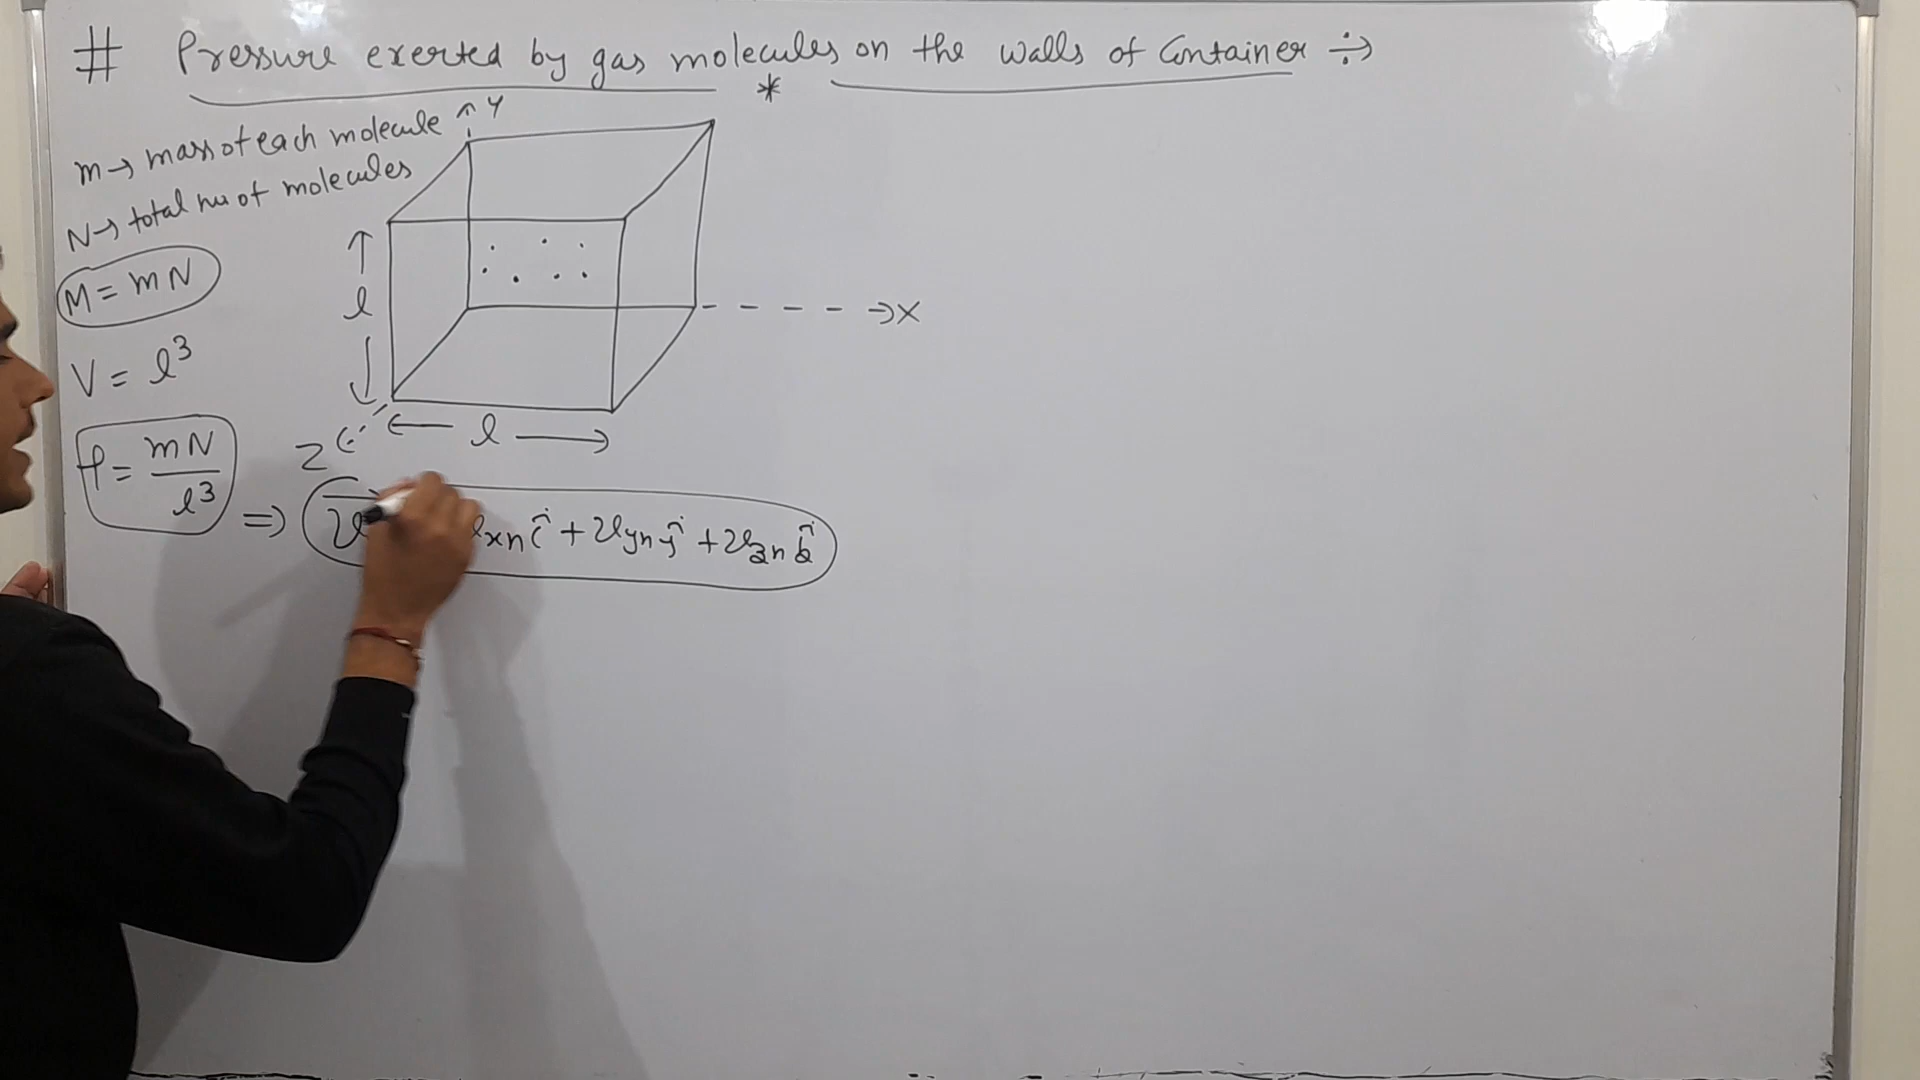 # Pressure exerted by gas molecules on the walls of Container ÷)
*
m → mass of each molecule
N → total no of molecules
M = mN
V = l³
ρ = mN / l³
Y
l
X
l
Z
⇒ v xn î + vyn ĵ + vzn k̂